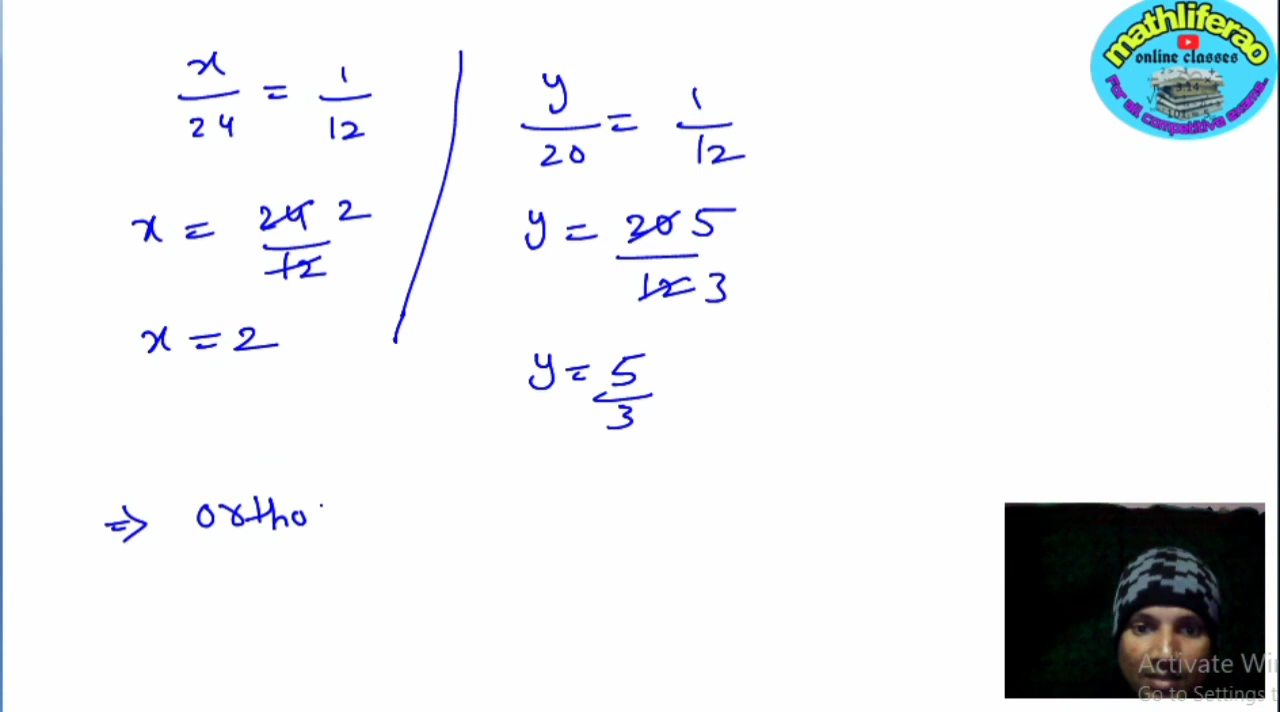 x/24 = 1/12
x = 24 2/12
x = 2
y/20 = 1/12
y = 20 5/12 3
y = 5/3
⇒ ortho
mathliferao
online classes
For all competitive exams.
Activate Wi
Go to Settings t